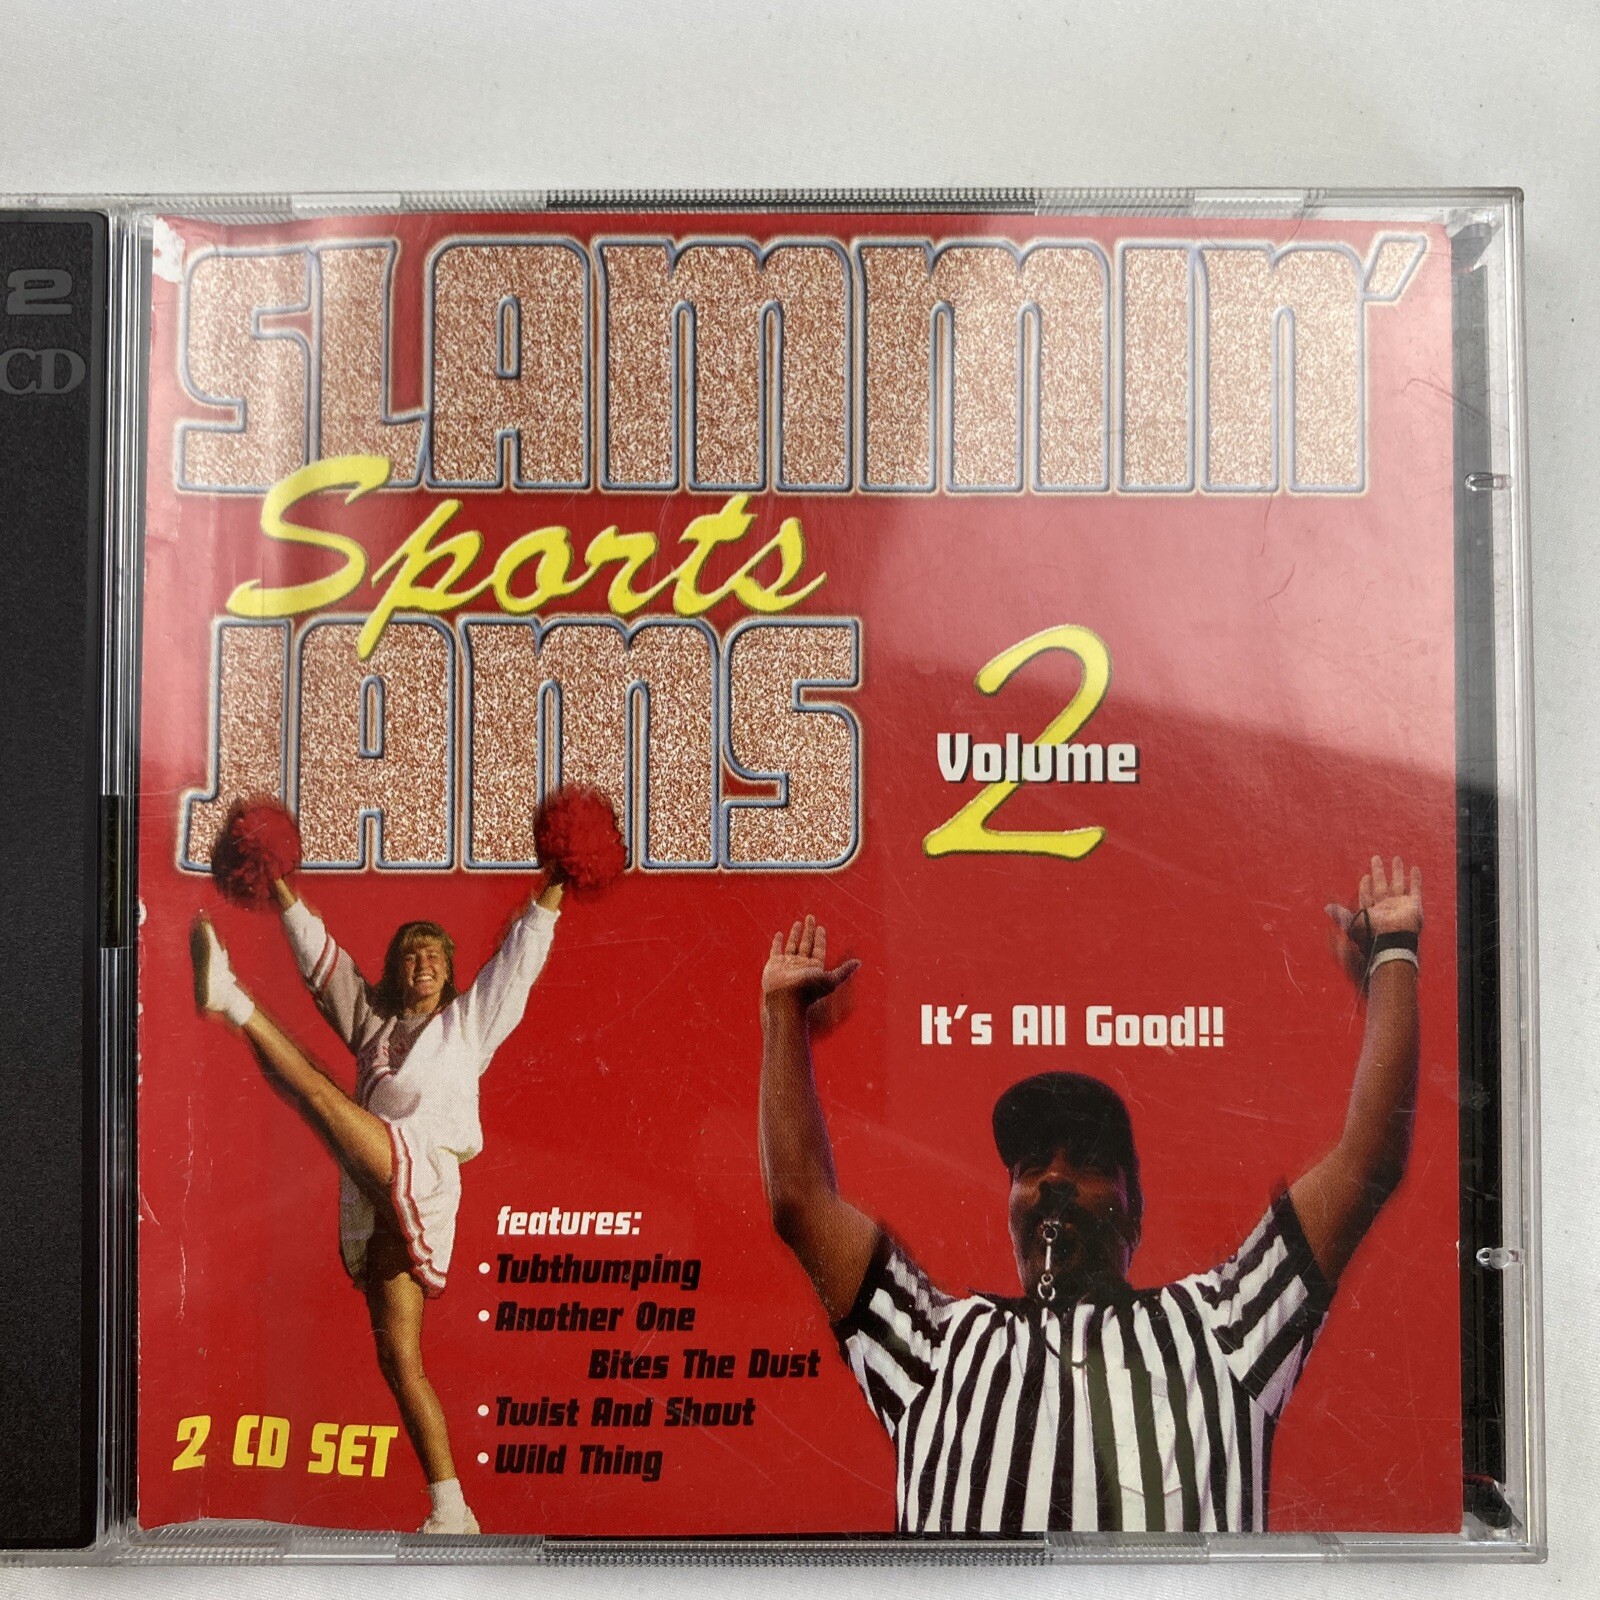 2
CD
SLAMMIN'
Sports
JAMS
2
Volume
It's All Good!!
features:
• Tubthumping
• Another One
Bites The Dust
• Twist And Shout
• Wild Thing
2 CD SET